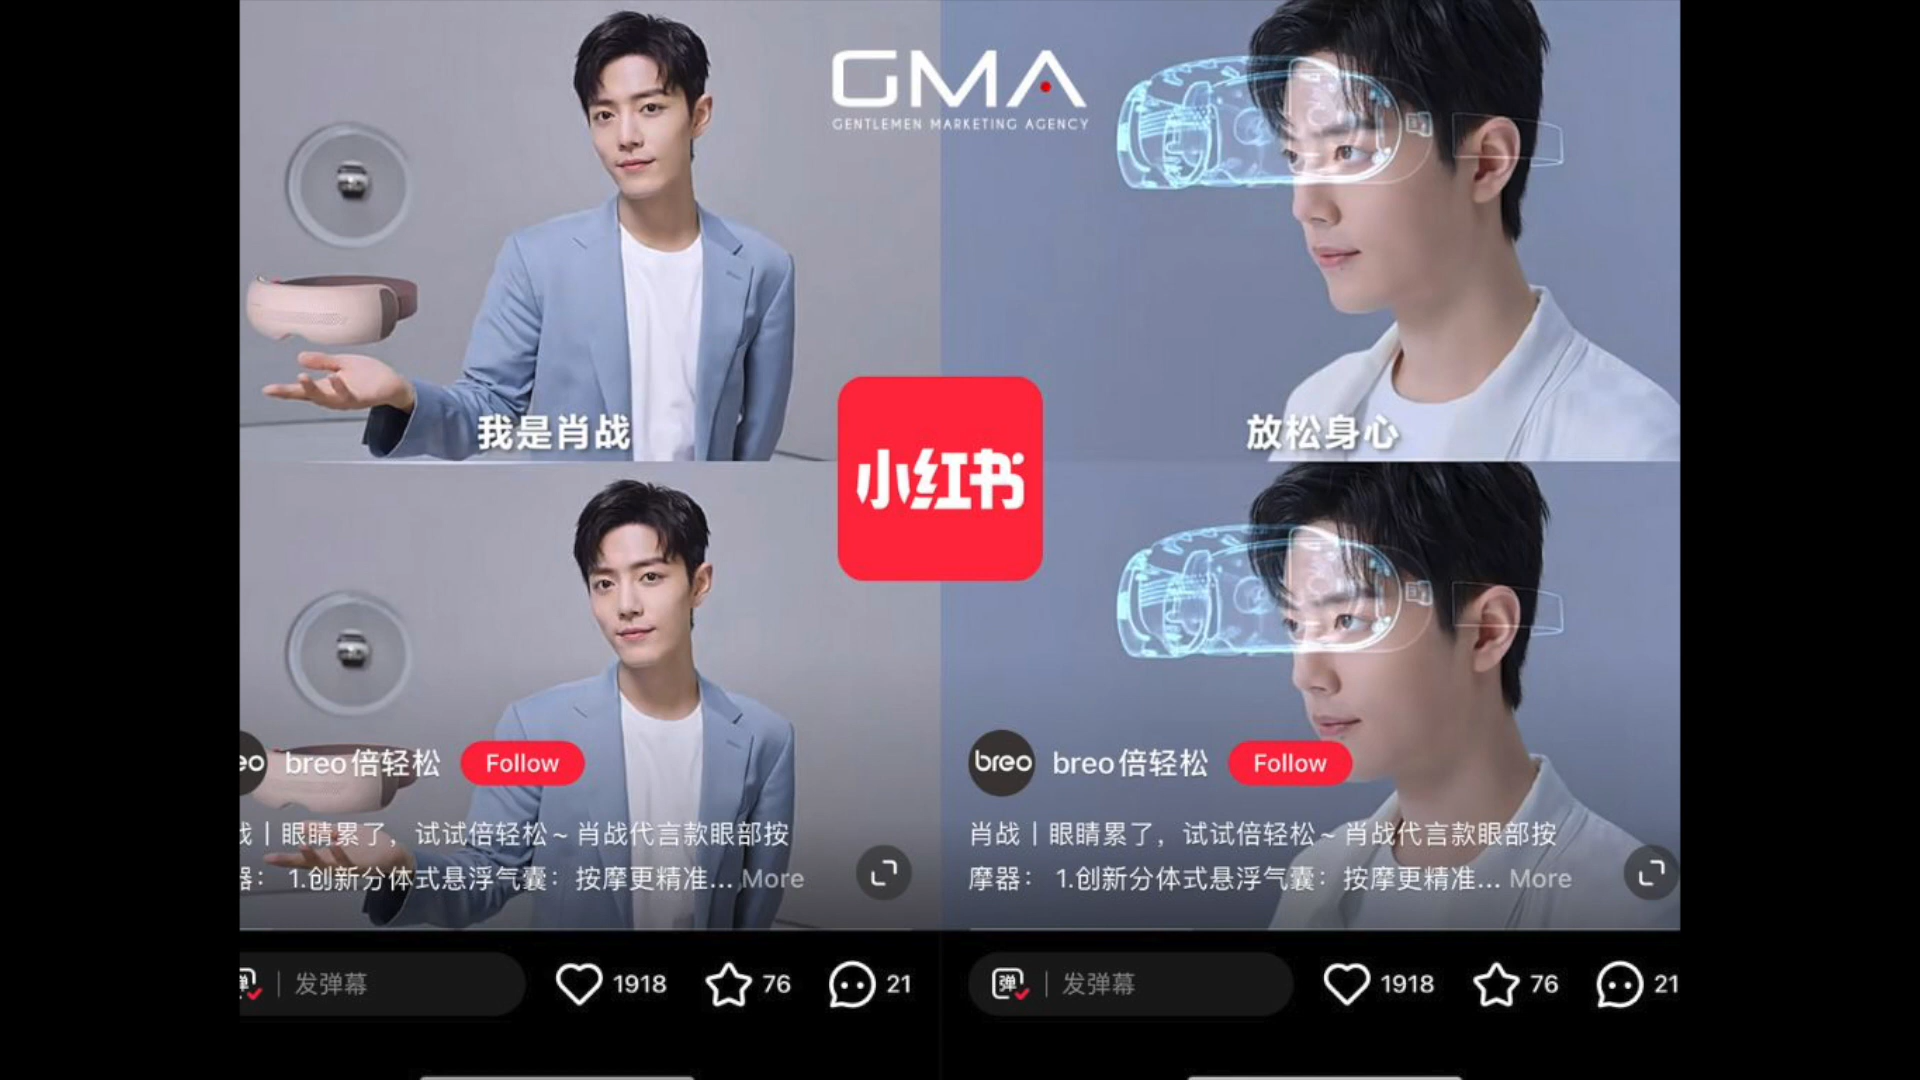 GMA
GENTLEMEN MARKETING AGENCY
我是肖战
放松身心
小红书
eo breo倍轻松 Follow
战丨眼睛累了，试试倍轻松~ 肖战代言款眼部按
器： 1.创新分体式悬浮气囊：按摩更精准... More
breo breo倍轻松 Follow
肖战丨眼睛累了，试试倍轻松~ 肖战代言款眼部按
摩器： 1.创新分体式悬浮气囊：按摩更精准... More
弹 发弹幕 1918 76 21
弹 发弹幕 1918 76 21